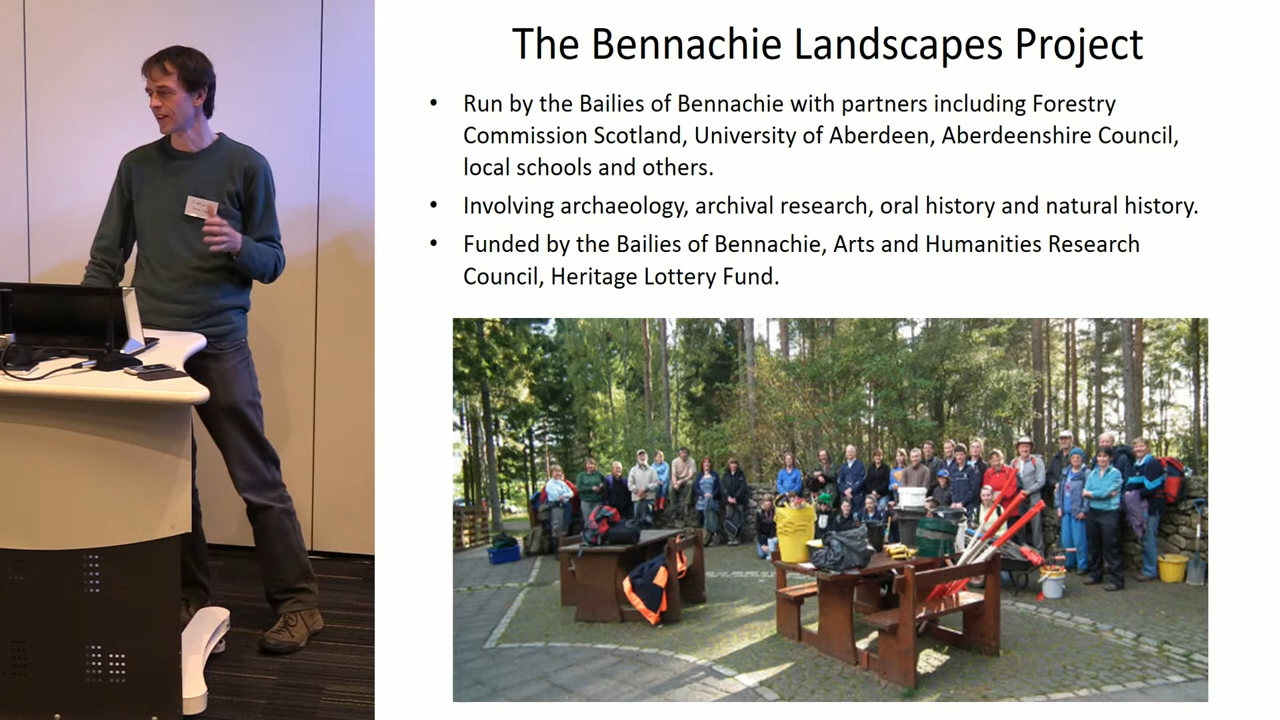 The Bennachie Landscapes Project
• Run by the Bailies of Bennachie with partners including Forestry
Commission Scotland, University of Aberdeen, Aberdeenshire Council,
local schools and others.
• Involving archaeology, archival research, oral history and natural history.
• Funded by the Bailies of Bennachie, Arts and Humanities Research
Council, Heritage Lottery Fund.